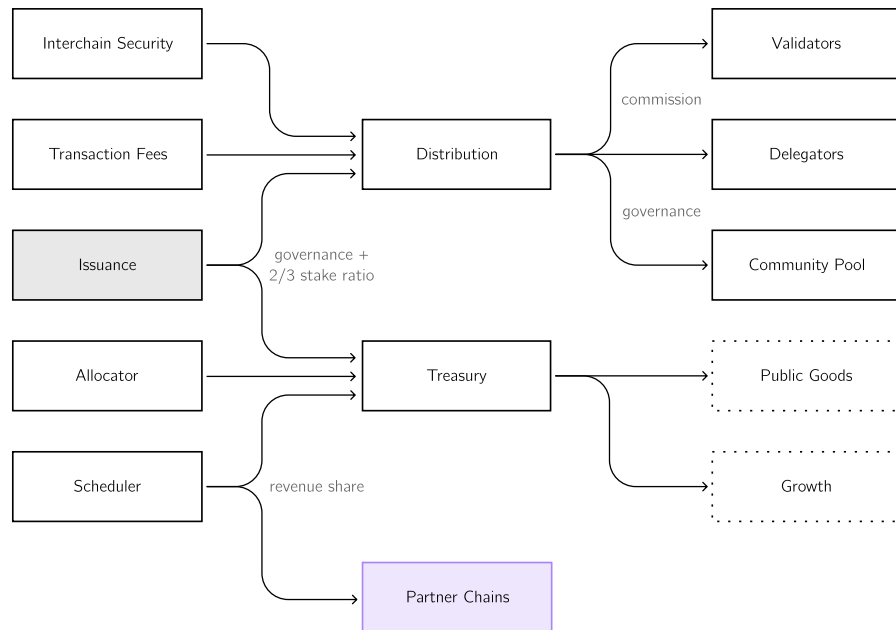 Interchain Security
Validators
commission
Transaction Fees
Distribution
Delegators
governance
Issuance
governance +
2/3 stake ratio
Community Pool
Allocator
Treasury
Public Goods
Scheduler
revenue share
Growth
Partner Chains